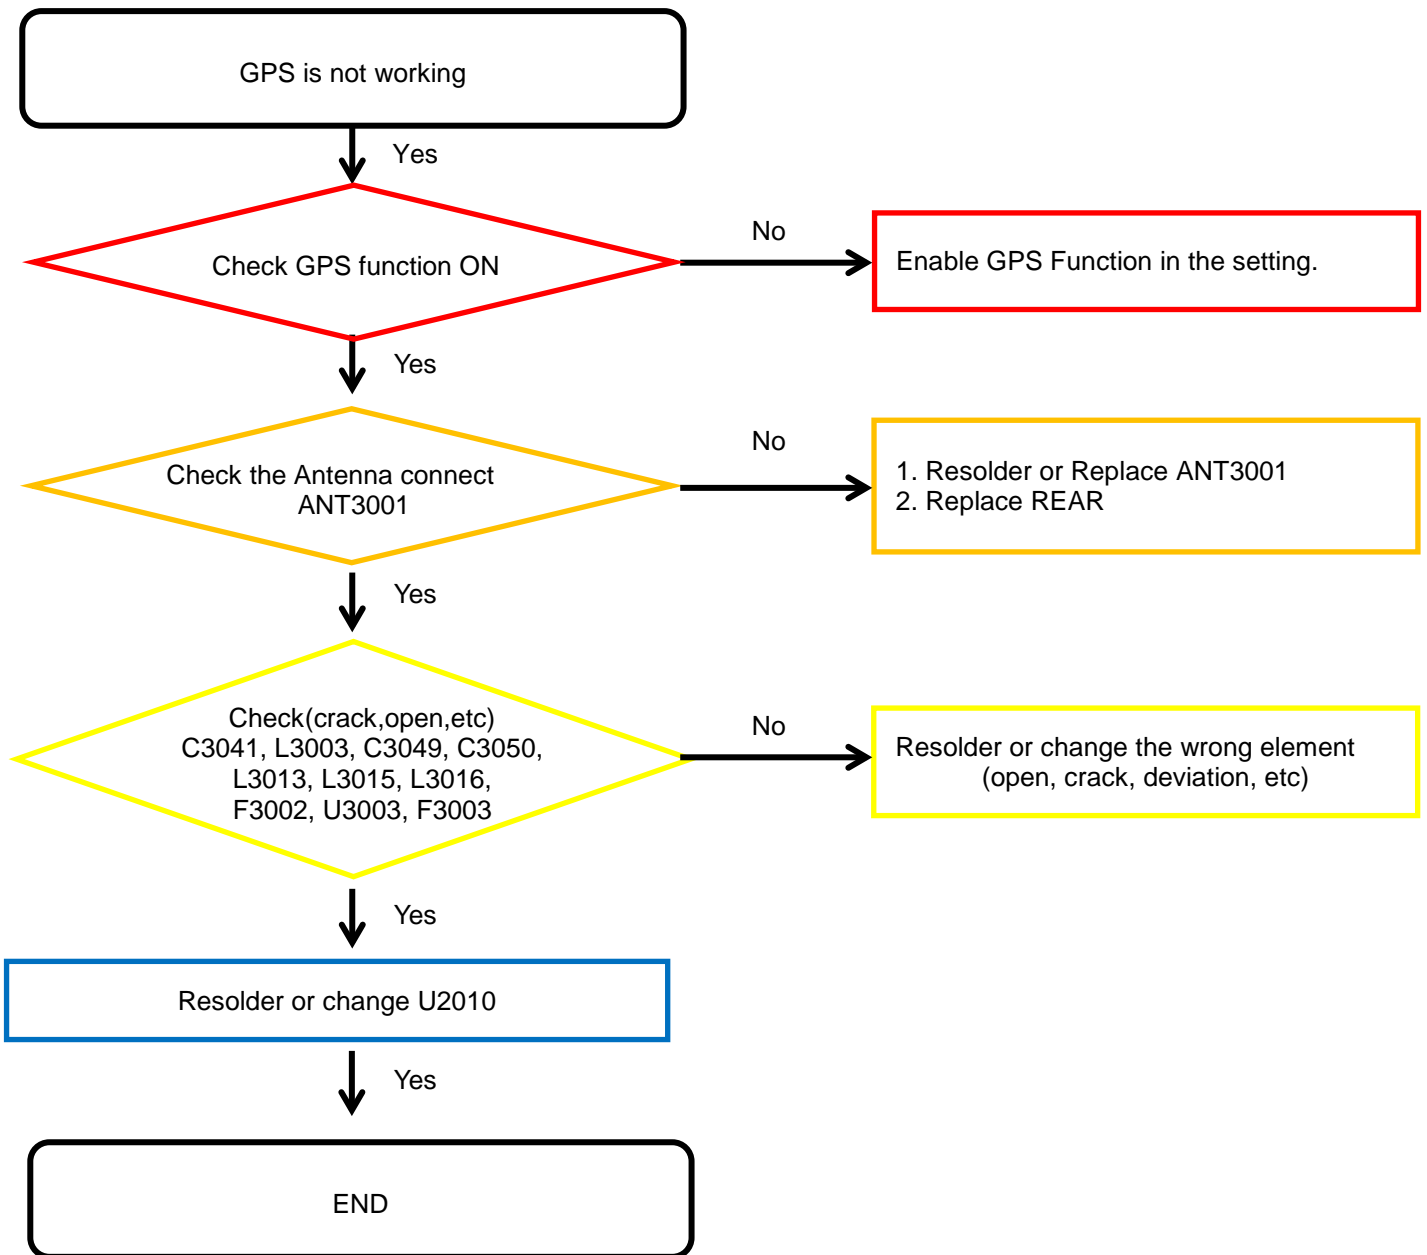 GPS is not working
Yes
Check GPS function ON
No
Enable GPS Function in the setting.
Yes
Check the Antenna connect
ANT3001
No
1. Resolder or Replace ANT3001
2. Replace REAR
Yes
Check(crack,open,etc)
C3041, L3003, C3049, C3050,
L3013, L3015, L3016,
F3002, U3003, F3003
No
Resolder or change the wrong element
(open, crack, deviation, etc)
Yes
Resolder or change U2010
Yes
END